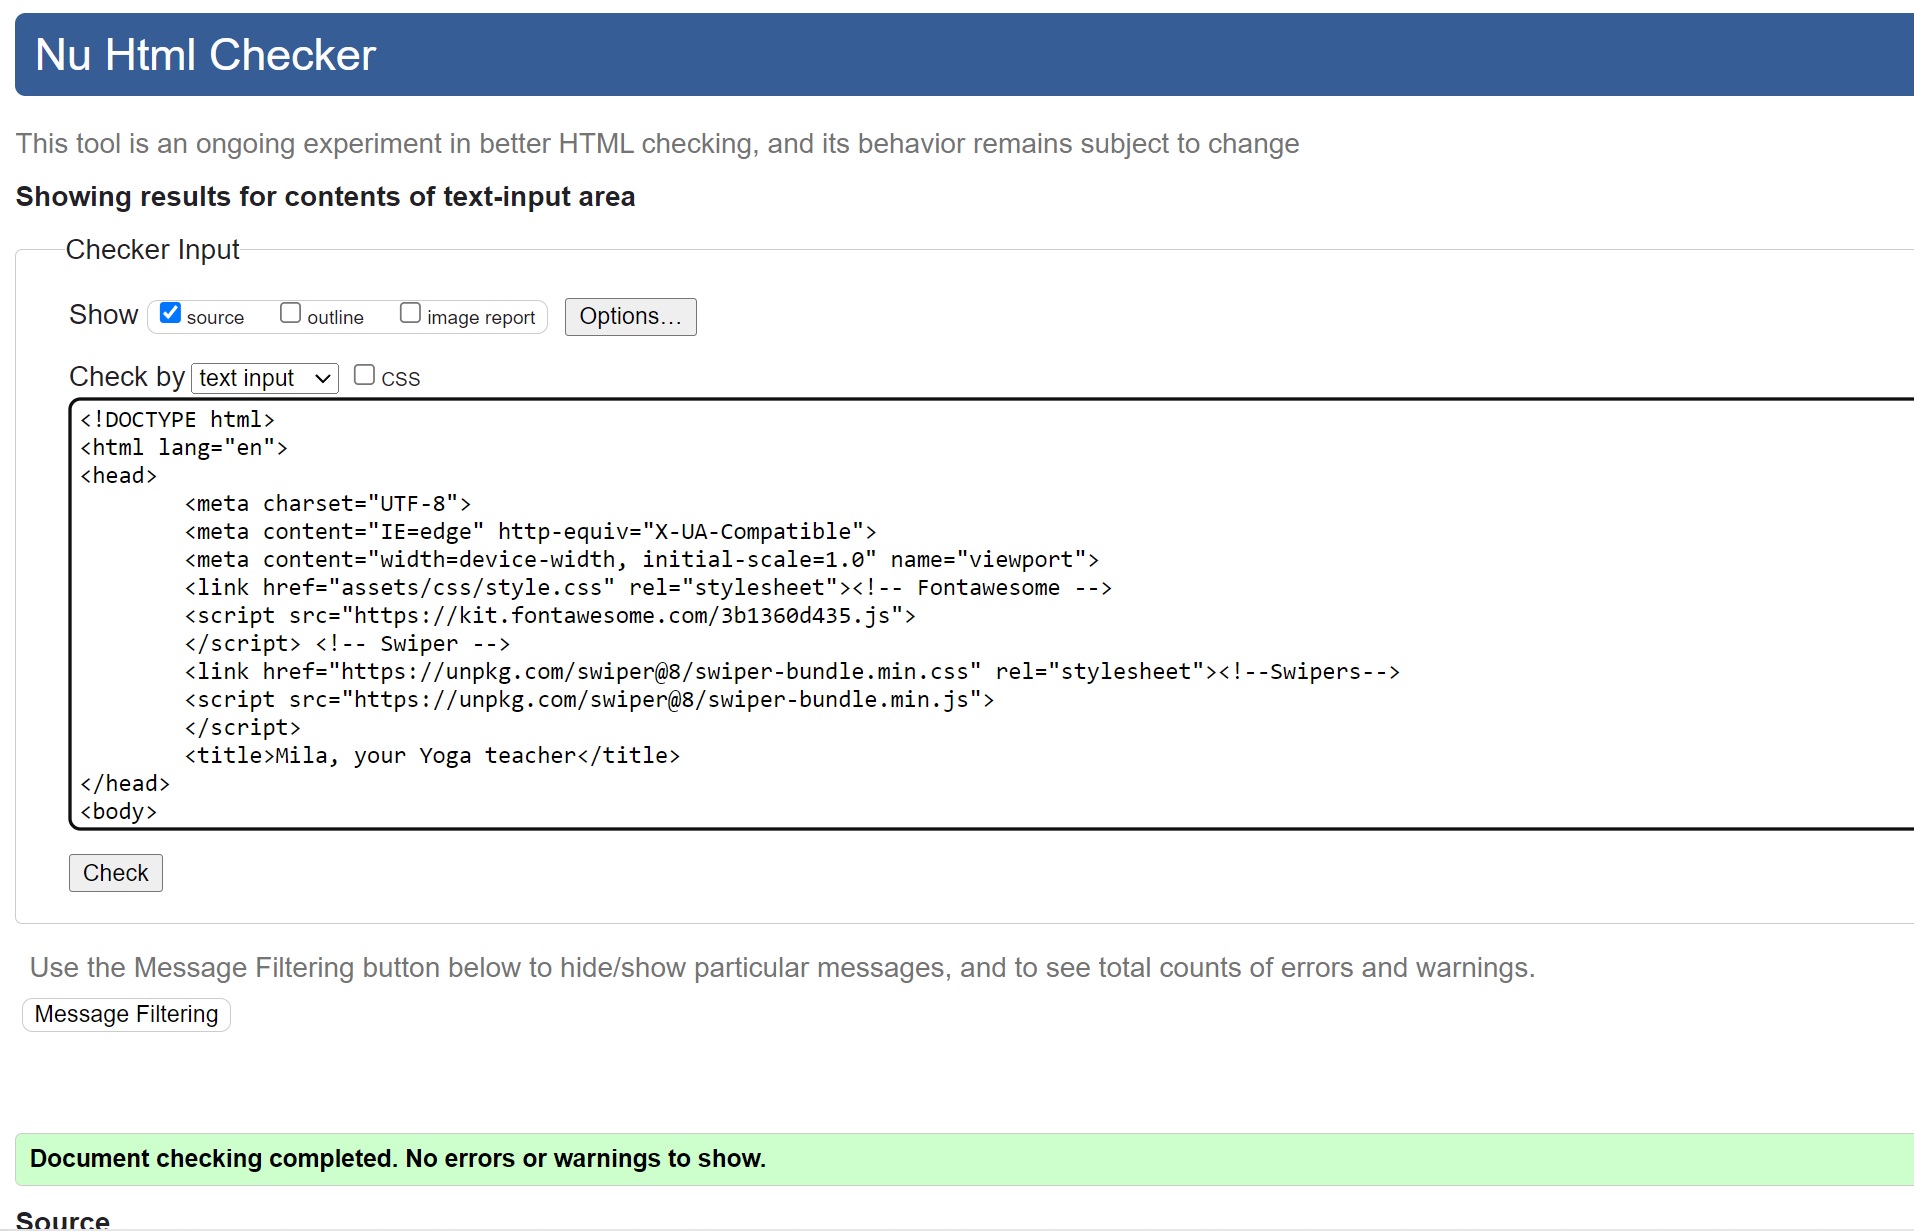 Nu Html Checker
This tool is an ongoing experiment in better HTML checking, and its behavior remains subject to change
Showing results for contents of text-input area
Checker Input
Show source outline image report Options...
Check by text input CSS
<!DOCTYPE html>
<html lang="en">
<head>
<meta charset="UTF-8">
<meta content="IE=edge" http-equiv="X-UA-Compatible">
<meta content="width=device-width, initial-scale=1.0" name="viewport">
<link href="assets/css/style.css" rel="stylesheet"><!-- Fontawesome -->
<script src="https://kit.fontawesome.com/3b1360d435.js">
</script> <!-- Swiper -->
<link href="https://unpkg.com/swiper@8/swiper-bundle.min.css" rel="stylesheet"><!--Swipers-->
<script src="https://unpkg.com/swiper@8/swiper-bundle.min.js">
</script>
<title>Mila, your Yoga teacher</title>
</head>
<body>
Check
Use the Message Filtering button below to hide/show particular messages, and to see total counts of errors and warnings.
Message Filtering
Document checking completed. No errors or warnings to show.
Source